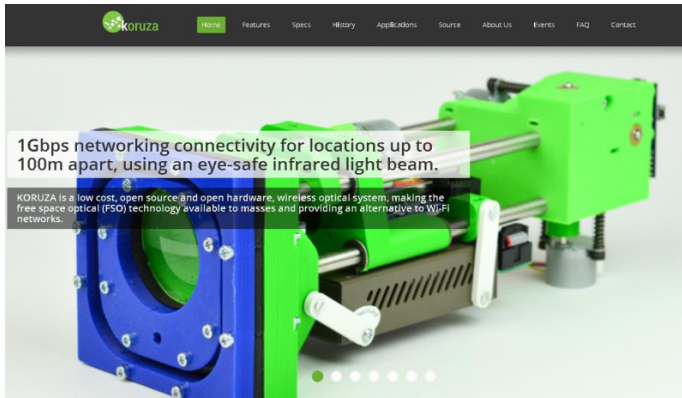 koruza
Home Features Specs History Applications Source About Us Events FAQ Contact
1Gbps networking connectivity for locations up to
100m apart, using an eye-safe infrared light beam.
KORUZA is a low cost, open source and open hardware, wireless optical system, making the
free space optical (FSO) technology available to masses and providing an alternative to Wi-Fi
networks.